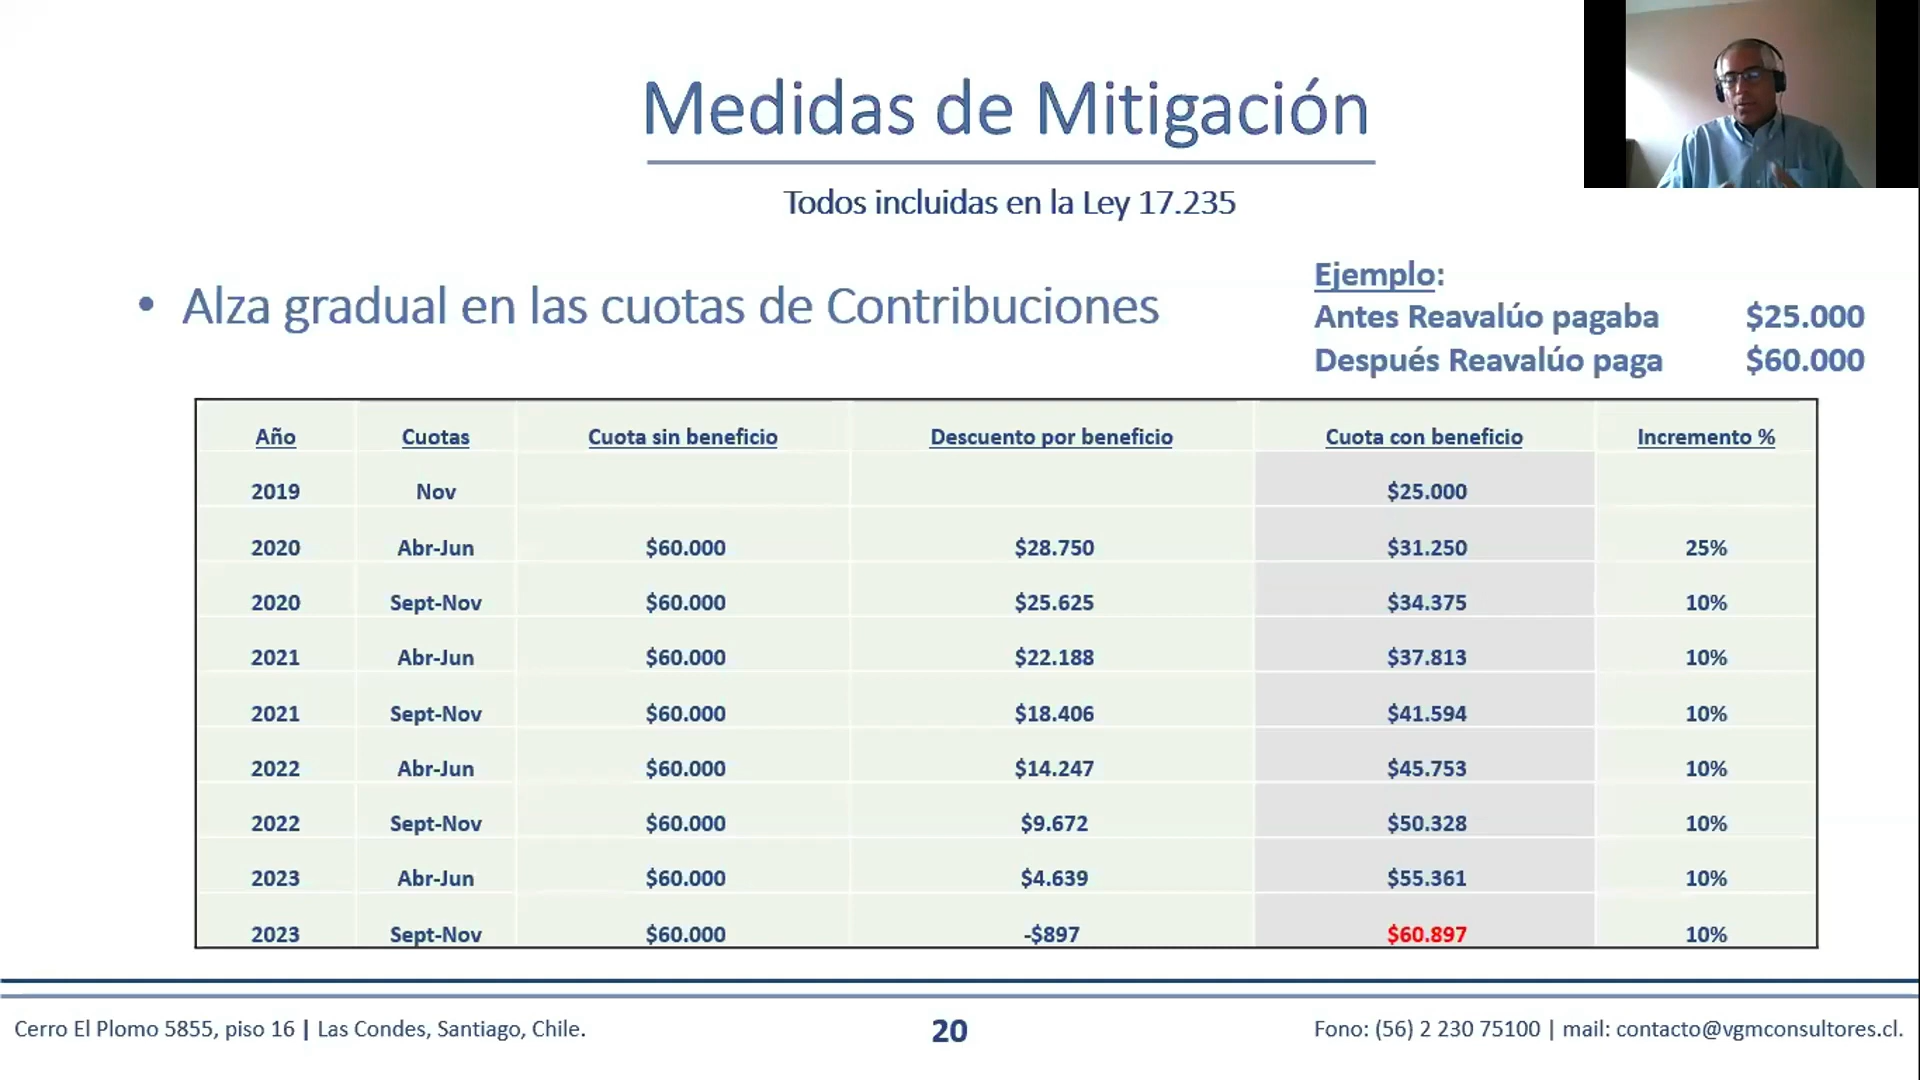 Medidas de Mitigación
Todos incluidas en la Ley 17.235
• Alza gradual en las cuotas de Contribuciones
Ejemplo:
Antes Reavalúo pagaba $25.000
Después Reavalúo paga $60.000
Año Cuotas Cuota sin beneficio Descuento por beneficio Cuota con beneficio Incremento %
2019 Nov $25.000
2020 Abr-Jun $60.000 $28.750 $31.250 25%
2020 Sept-Nov $60.000 $25.625 $34.375 10%
2021 Abr-Jun $60.000 $22.188 $37.813 10%
2021 Sept-Nov $60.000 $18.406 $41.594 10%
2022 Abr-Jun $60.000 $14.247 $45.753 10%
2022 Sept-Nov $60.000 $9.672 $50.328 10%
2023 Abr-Jun $60.000 $4.639 $55.361 10%
2023 Sept-Nov $60.000 -$897 $60.897 10%
Cerro El Plomo 5855, piso 16 | Las Condes, Santiago, Chile.
20
Fono: (56) 2 230 75100 | mail: contacto@vgmconsultores.cl.